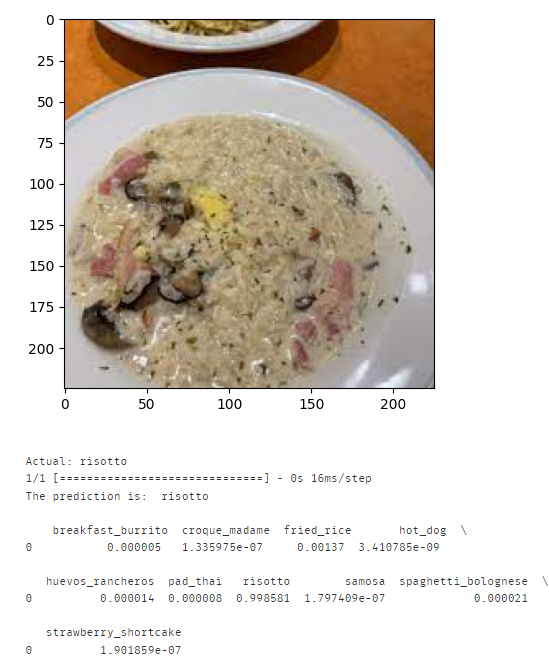 0
25
50
75
100
125
150
175
200
0 50 100 150 200
Actual: risotto
1/1 [==============================] - 0s 16ms/step
The prediction is:  risotto
breakfast_burrito  croque_madame  fried_rice       hot_dog  \
0           0.000005   1.335975e-07     0.00137  3.410785e-09
huevos_rancheros  pad_thai   risotto        samosa  spaghetti_bolognese  \
0          0.000014  0.000008  0.998581  1.797409e-07             0.000021
strawberry_shortcake
0          1.901859e-07